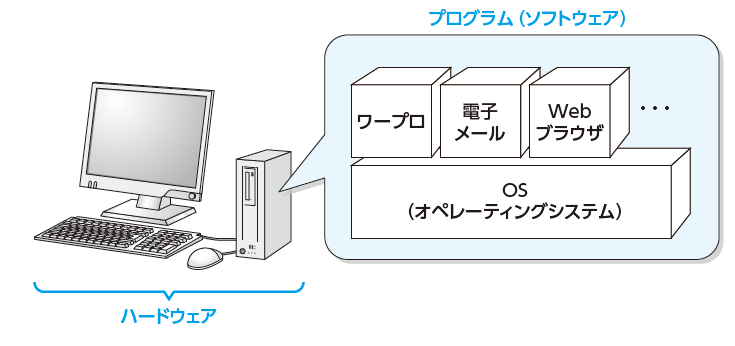 プログラム（ソフトウェア）
ワープロ
電子
メール
Web
ブラウザ
・・・
OS
（オペレーティングシステム）
ハードウェア